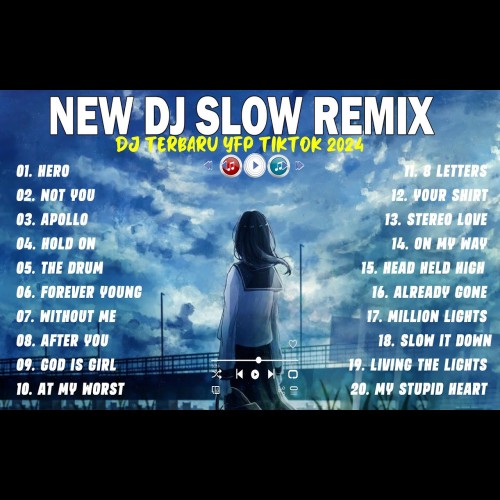 NEW DJ SLOW REMIX
DJ TERBARU YFP TIKTOK 2024
01. HERO
02. NOT YOU
03. APOLLO
04. HOLD ON
05. THE DRUM
06. FOREVER YOUNG
07. WITHOUT ME
08. AFTER YOU
09. GOD IS GIRL
10. AT MY WORST
11. 8 LETTERS
12. YOUR SHIRT
13. STEREO LOVE
14. ON MY WAY
15. HEAD HELD HIGH
16. ALREADY GONE
17. MILLION LIGHTS
18. SLOW IT DOWN
19. LIVING THE LIGHTS
20. MY STUPID HEART